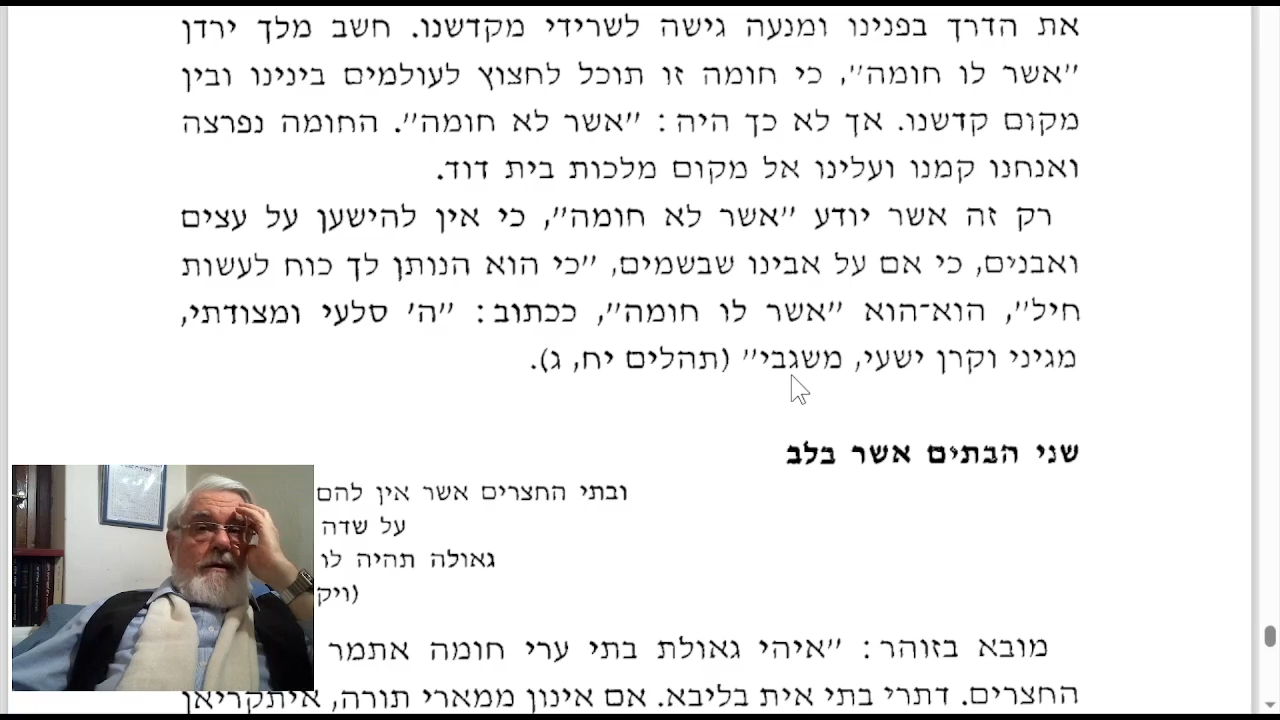 את הדרך בפנינו ומנעה גישה לשרידי מקדשנו. חשב מלך ירדן
״אשר לו חומה״, כי חומה זו תוכל לחצוץ לעולמים בינינו ובין
מקום קדשנו. אך לא כך היה: ״אשר לא חומה״. החומה נפרצה
ואנחנו קמנו ועלינו אל מקום מלכות בית דוד.
רק זה אשר יודע ״אשר לא חומה״, כי אין להישען על עצים
ואבנים, כי אם על אבינו שבשמים, ״כי הוא הנותן לך כוח לעשות
חיל״, הוא־הוא ״אשר לו חומה״, ככתוב: ״ה׳ סלעי ומצודתי,
מגיני וקרן ישעי, משגבי״ (תהלים יח, ג).
שני הבתים אשר בלב
ובתי החצרים אשר אין להם
על שדה
גאולה תהיה לו
(ויק
מובא בזוהר: ״איהי גאולת בתי ערי חומה אתמר
החצרים. דתרי בתי אית בליבא. אם אינון ממארי תורה, איתקריאן